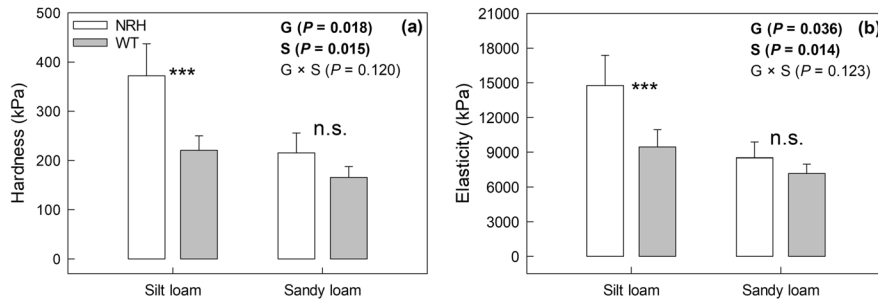 NRH
WT
G (P = 0.018)
S (P = 0.015)
G × S (P = 0.120)
(a)
***
n.s.
Hardness (kPa)
500
400
300
200
100
0
Silt loam
Sandy loam
G (P = 0.036)
S (P = 0.014)
G × S (P = 0.123)
(b)
***
n.s.
Elasticity (kPa)
21000
18000
15000
12000
9000
6000
3000
0
Silt loam
Sandy loam